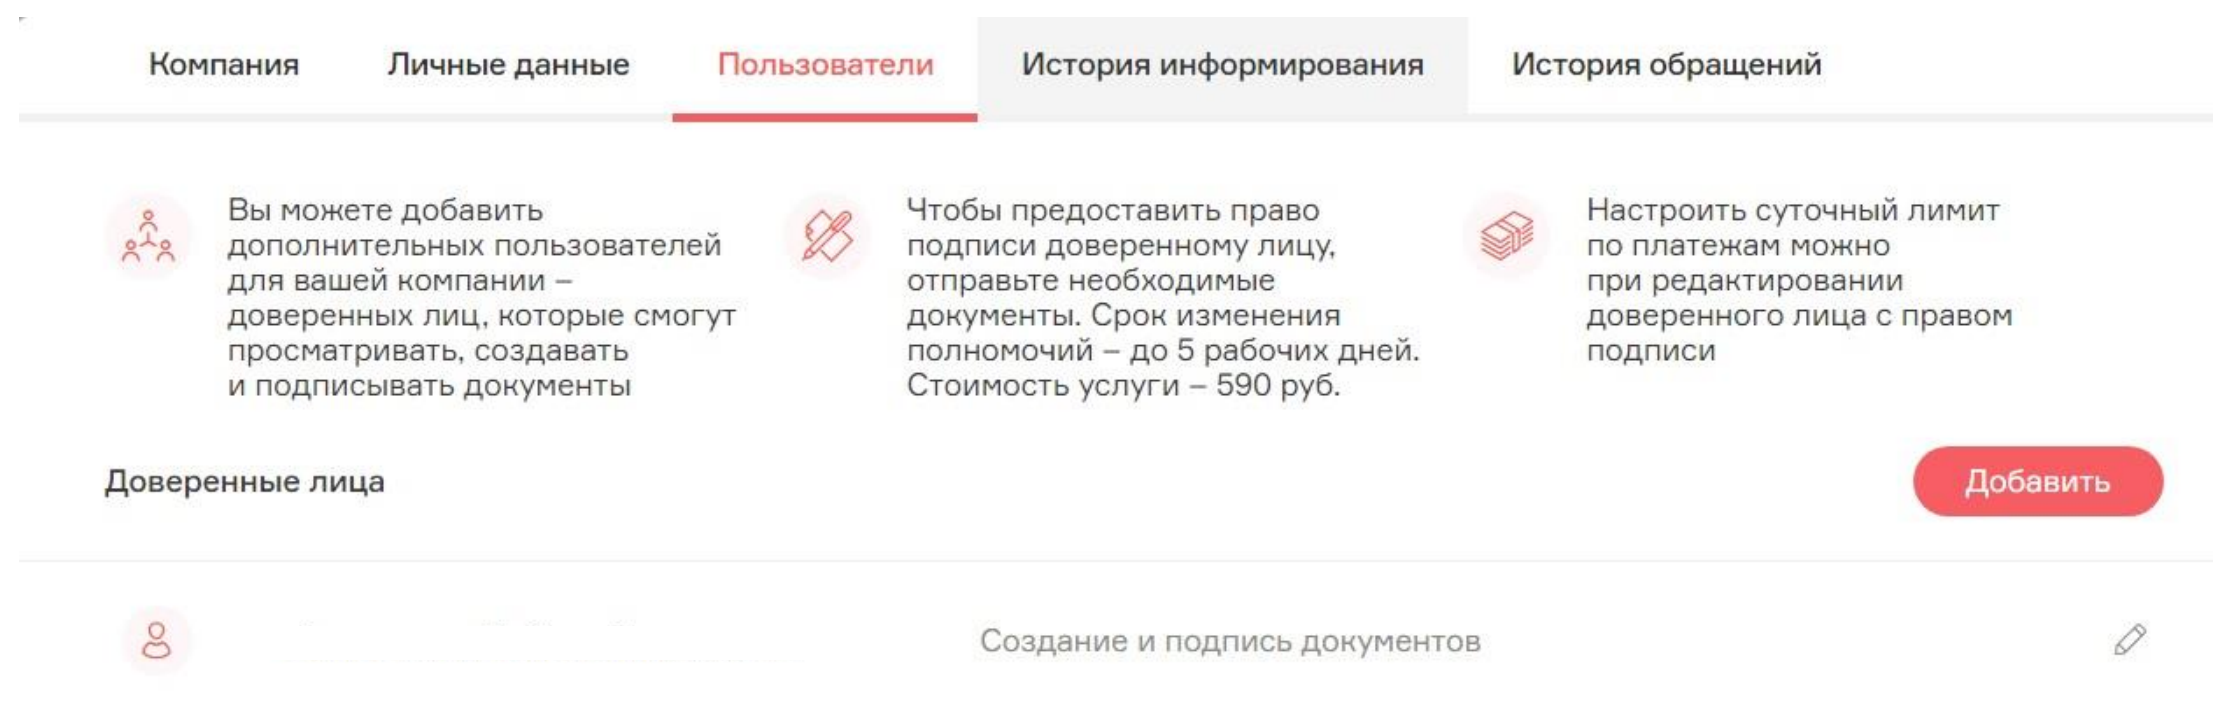 Компания Личные данные Пользователи История информирования История обращений
Вы можете добавить
дополнительных пользователей
для вашей компании –
доверенных лиц, которые смогут
просматривать, создавать
и подписывать документы
Чтобы предоставить право
подписи доверенному лицу,
отправьте необходимые
документы. Срок изменения
полномочий – до 5 рабочих дней.
Стоимость услуги – 590 руб.
Настроить суточный лимит
по платежам можно
при редактировании
доверенного лица с правом
подписи
Доверенные лица
Добавить
Создание и подпись документов